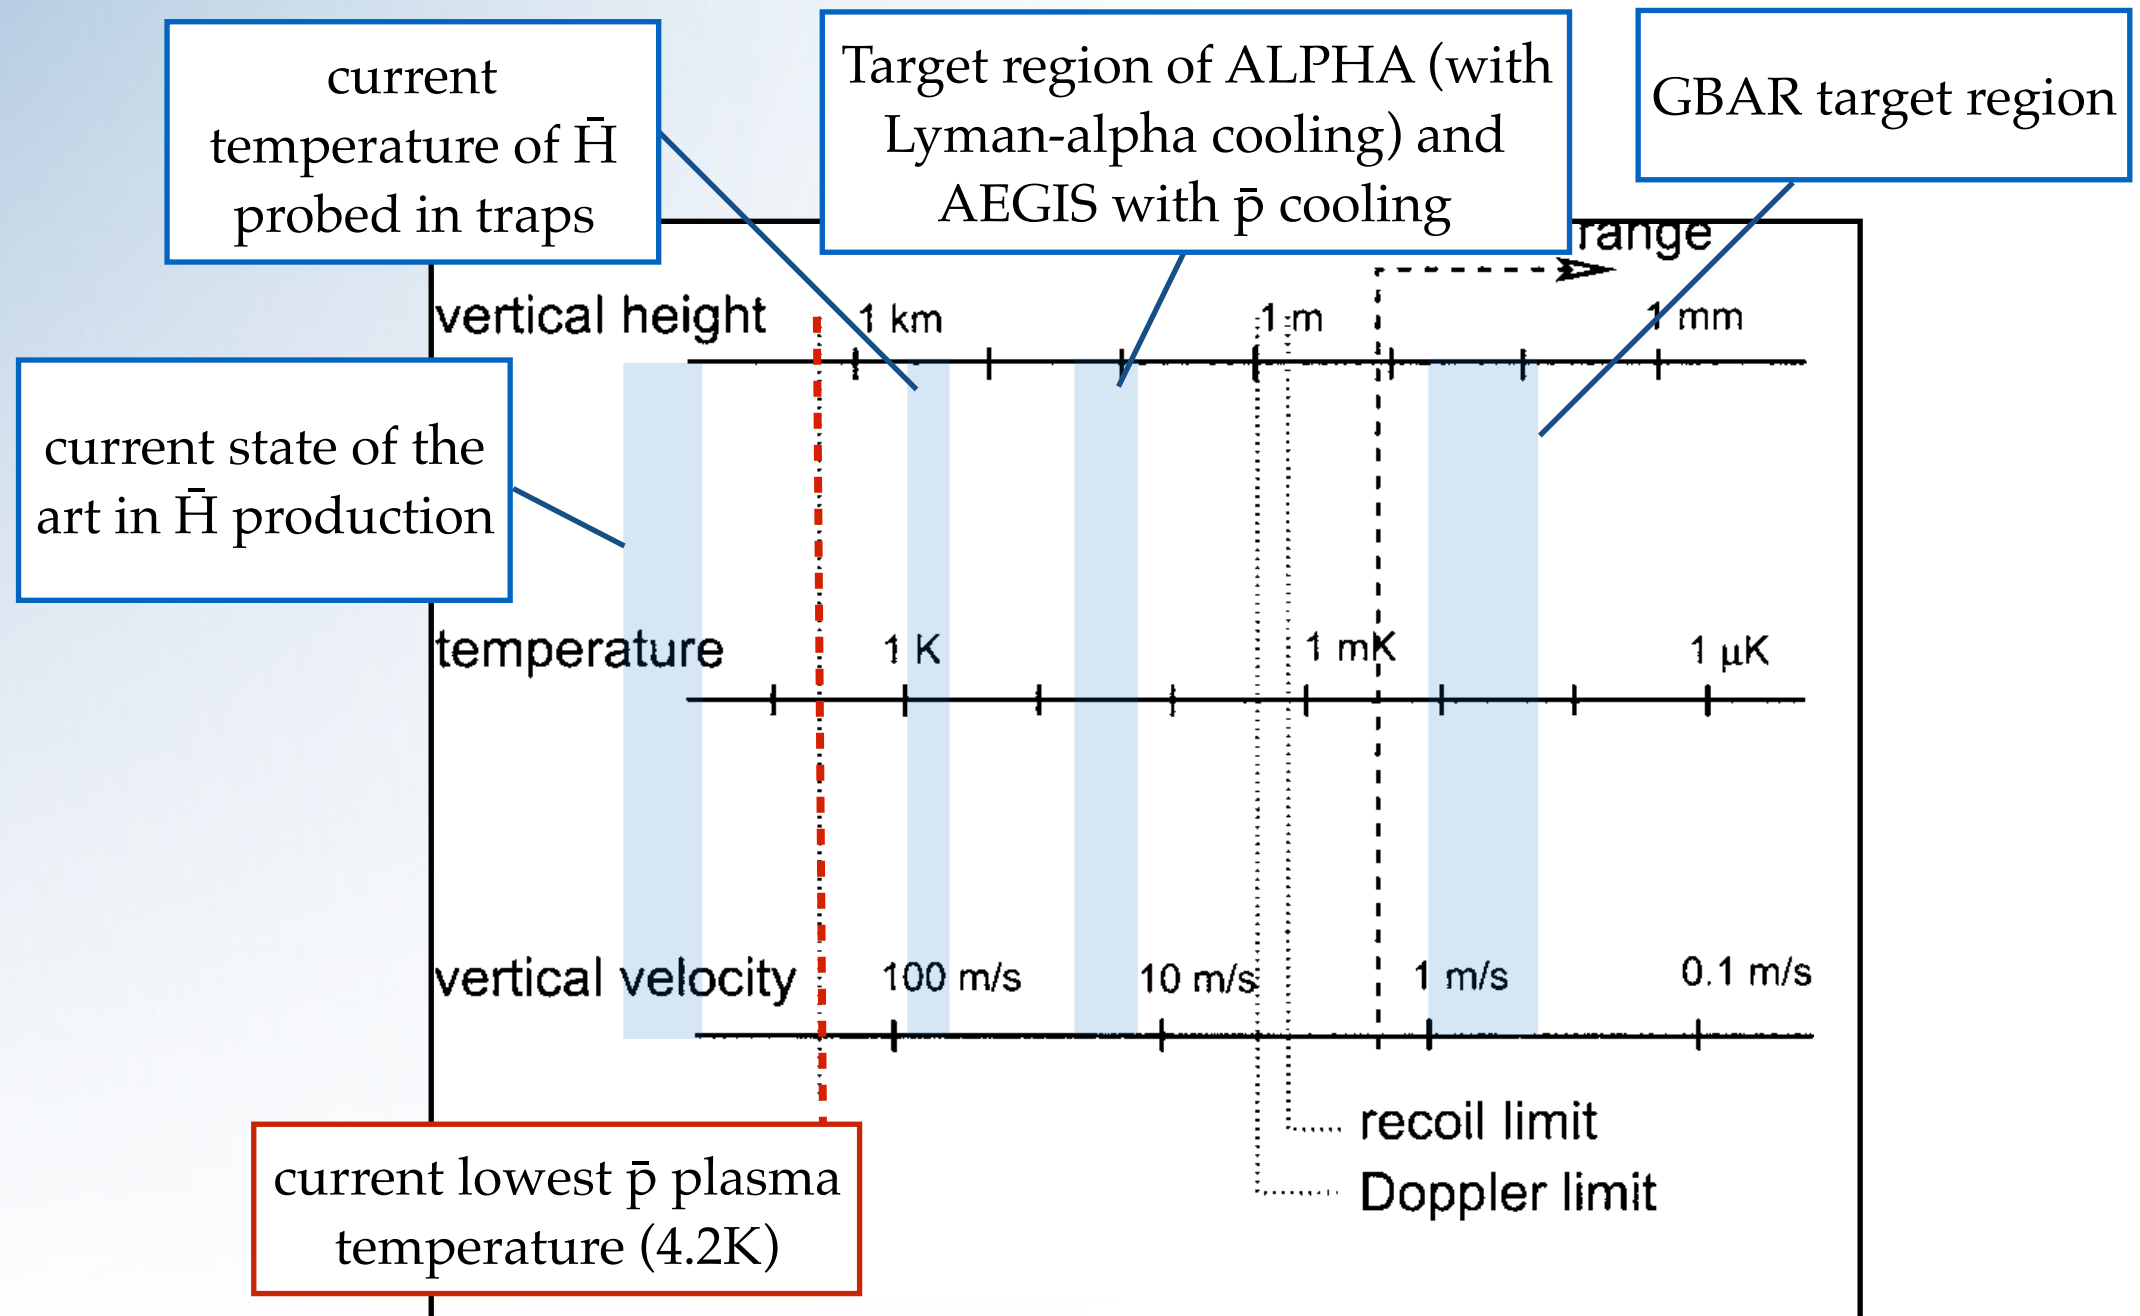 current
temperature of H̄
probed in traps
Target region of ALPHA (with
Lyman-alpha cooling) and
AEGIS with p̄ cooling
GBAR target region
range
vertical height
1 km
1 m
1 mm
current state of the
art in H̄ production
temperature
1 K
1 mK
1 μK
vertical velocity
100 m/s
10 m/s
1 m/s
0.1 m/s
recoil limit
Doppler limit
current lowest p̄ plasma
temperature (4.2K)